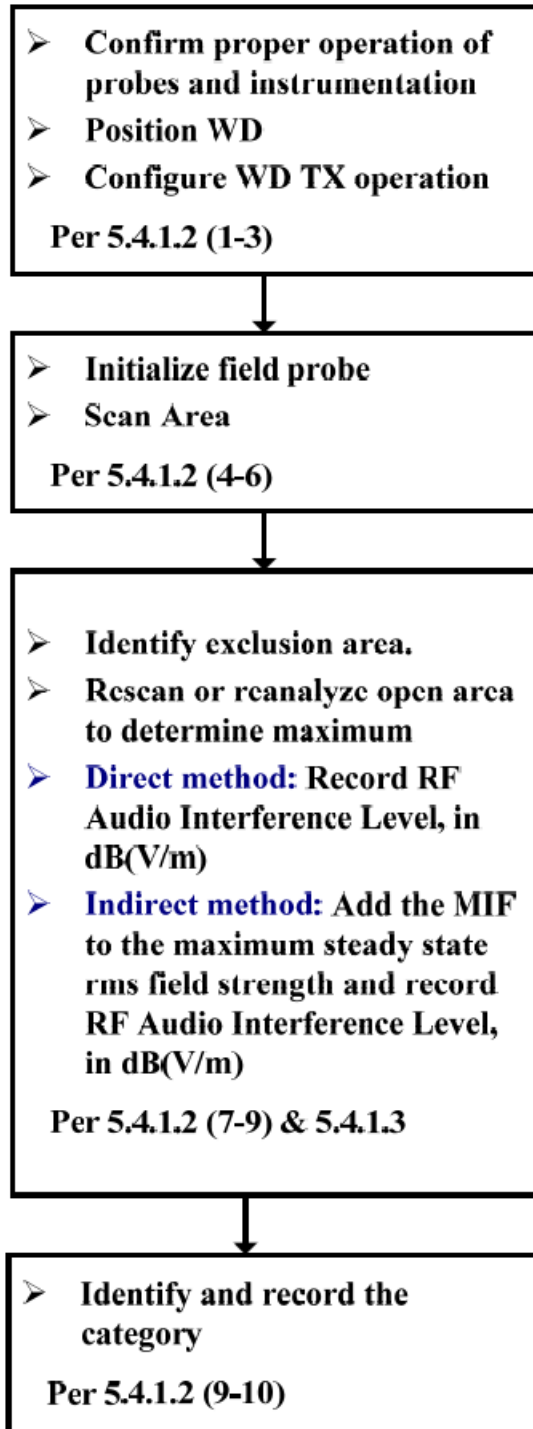 ➢ Confirm proper operation of
probes and instrumentation
➢ Position WD
➢ Configure WD TX operation
Per 5.4.1.2 (1-3)
➢ Initialize field probe
➢ Scan Area
Per 5.4.1.2 (4-6)
➢ Identify exclusion area.
➢ Rescan or reanalyze open area
to determine maximum
➢ Direct method: Record RF
Audio Interference Level, in
dB(V/m)
➢ Indirect method: Add the MIF
to the maximum steady state
rms field strength and record
RF Audio Interference Level,
in dB(V/m)
Per 5.4.1.2 (7-9) & 5.4.1.3
➢ Identify and record the
category
Per 5.4.1.2 (9-10)